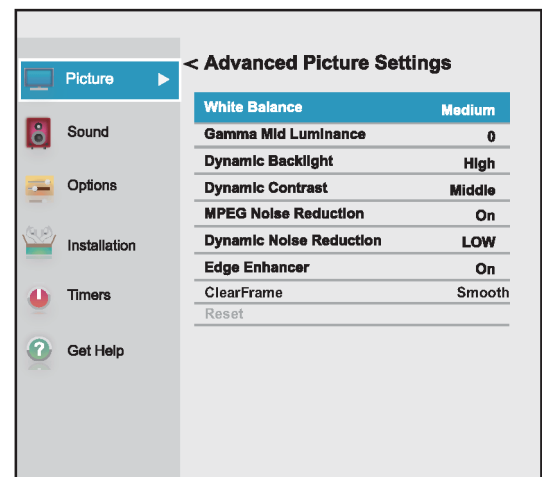 Picture
Sound
Options
Installation
Timers
Get Help
< Advanced Picture Settings
White Balance Medium
Gamma Mid Luminance 0
Dynamic Backlight High
Dynamic Contrast Middle
MPEG Noise Reduction On
Dynamic Noise Reduction LOW
Edge Enhancer On
ClearFrame Smooth
Reset